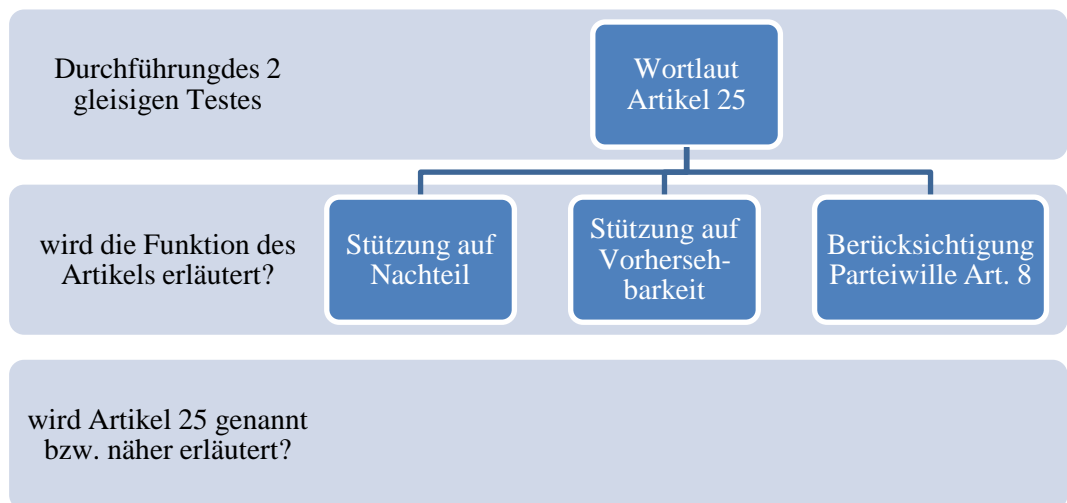 Durchführungdes 2
gleisigen Testes
Wortlaut
Artikel 25
wird die Funktion des
Artikels erläutert?
Stützung auf
Nachteil
Stützung auf
Vorherseh-
barkeit
Berücksichtigung
Parteiwille Art. 8
wird Artikel 25 genannt
bzw. näher erläutert?